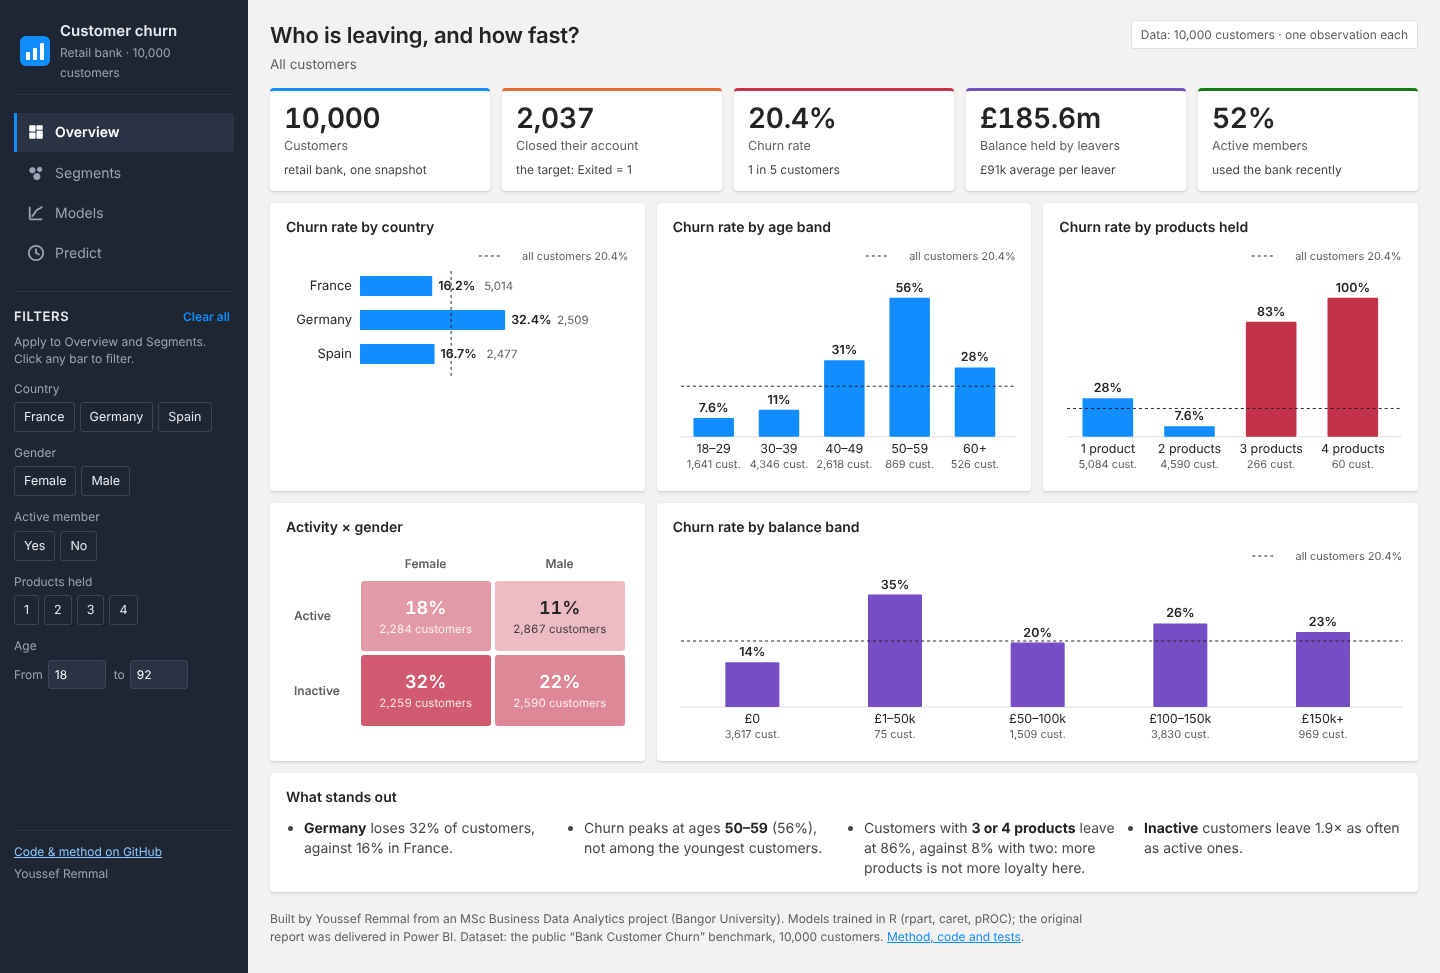 Customer churn
Retail bank · 10,000
customers
Overview
Segments
Models
Predict
FILTERS
Clear all
Apply to Overview and Segments.
Click any bar to filter.
Country
France Germany Spain
Gender
Female Male
Active member
Yes No
Products held
1 2 3 4
Age
From 18 to 92
Code & method on GitHub
Youssef Remmal
Who is leaving, and how fast?
All customers
Data: 10,000 customers · one observation each
10,000
Customers
retail bank, one snapshot
2,037
Closed their account
the target: Exited = 1
20.4%
Churn rate
1 in 5 customers
£185.6m
Balance held by leavers
£91k average per leaver
52%
Active members
used the bank recently
Churn rate by country
all customers 20.4%
France 16.2% 5,014
Germany 32.4% 2,509
Spain 16.7% 2,477
Churn rate by age band
all customers 20.4%
7.6% 11% 31% 56% 28%
18–29 30–39 40–49 50–59 60+
1,641 cust. 4,346 cust. 2,618 cust. 869 cust. 526 cust.
Churn rate by products held
all customers 20.4%
28% 7.6% 83% 100%
1 product 2 products 3 products 4 products
5,084 cust. 4,590 cust. 266 cust. 60 cust.
Activity × gender
Female Male
Active
18% 11%
2,284 customers 2,867 customers
Inactive
32% 22%
2,259 customers 2,590 customers
Churn rate by balance band
all customers 20.4%
14% 35% 20% 26% 23%
£0 £1–50k £50–100k £100–150k £150k+
3,617 cust. 75 cust. 1,509 cust. 3,830 cust. 969 cust.
What stands out
• Germany loses 32% of customers,
against 16% in France.
• Churn peaks at ages 50–59 (56%),
not among the youngest customers.
• Customers with 3 or 4 products leave
at 86%, against 8% with two: more
products is not more loyalty here.
• Inactive customers leave 1.9× as often
as active ones.
Built by Youssef Remmal from an MSc Business Data Analytics project (Bangor University). Models trained in R (rpart, caret, pROC); the original
report was delivered in Power BI. Dataset: the public “Bank Customer Churn” benchmark, 10,000 customers. Method, code and tests.